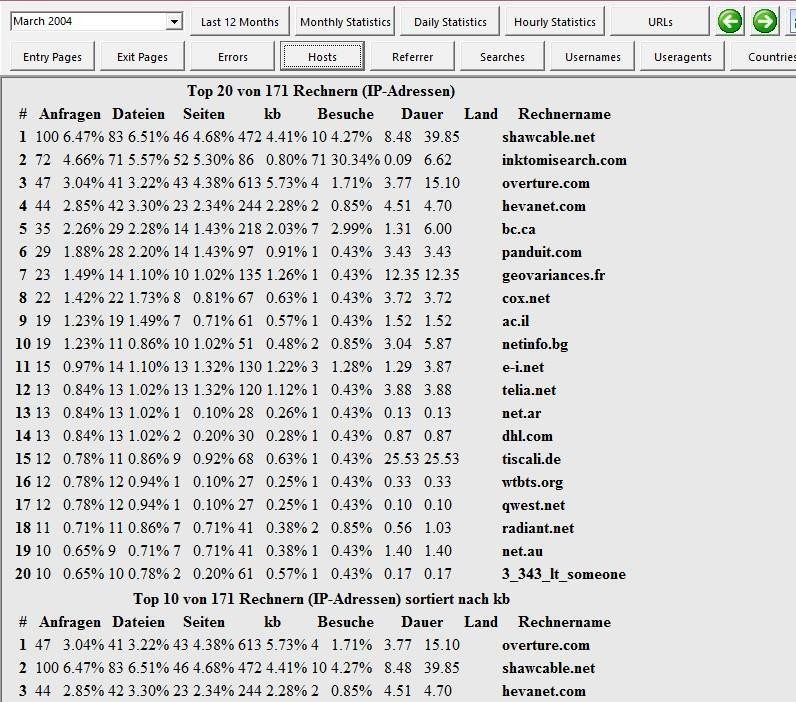 March 2004 Last 12 Months Monthly Statistics Daily Statistics Hourly Statistics URLs
Entry Pages Exit Pages Errors Hosts Referrer Searches Usernames Useragents Countries
Top 20 von 171 Rechnern (IP-Adressen)
# Anfragen Dateien Seiten kb Besuche Dauer Land Rechnername
1 100 6.47% 83 6.51% 46 4.68% 472 4.41% 10 4.27% 8.48 39.85 shawcable.net
2 72 4.66% 71 5.57% 52 5.30% 86 0.80% 71 30.34% 0.09 6.62 inktomisearch.com
3 47 3.04% 41 3.22% 43 4.38% 613 5.73% 4 1.71% 3.77 15.10 overture.com
4 44 2.85% 42 3.30% 23 2.34% 244 2.28% 2 0.85% 4.51 4.70 hevanet.com
5 35 2.26% 29 2.28% 14 1.43% 218 2.03% 7 2.99% 1.31 6.00 bc.ca
6 29 1.88% 28 2.20% 14 1.43% 97 0.91% 1 0.43% 3.43 3.43 panduit.com
7 23 1.49% 14 1.10% 10 1.02% 135 1.26% 1 0.43% 12.35 12.35 geovariances.fr
8 22 1.42% 22 1.73% 8 0.81% 67 0.63% 1 0.43% 3.72 3.72 cox.net
9 19 1.23% 19 1.49% 7 0.71% 61 0.57% 1 0.43% 1.52 1.52 ac.il
10 19 1.23% 11 0.86% 10 1.02% 51 0.48% 2 0.85% 3.04 5.87 netinfo.bg
11 15 0.97% 14 1.10% 13 1.32% 130 1.22% 3 1.28% 1.29 3.87 e-i.net
12 13 0.84% 13 1.02% 13 1.32% 120 1.12% 1 0.43% 3.88 3.88 telia.net
13 13 0.84% 13 1.02% 1 0.10% 28 0.26% 1 0.43% 0.13 0.13 net.ar
14 13 0.84% 13 1.02% 2 0.20% 30 0.28% 1 0.43% 0.87 0.87 dhl.com
15 12 0.78% 11 0.86% 9 0.92% 68 0.63% 1 0.43% 25.53 25.53 tiscali.de
16 12 0.78% 12 0.94% 1 0.10% 27 0.25% 1 0.43% 0.33 0.33 wtbts.org
17 12 0.78% 12 0.94% 1 0.10% 27 0.25% 1 0.43% 0.10 0.10 qwest.net
18 11 0.71% 11 0.86% 7 0.71% 41 0.38% 2 0.85% 0.56 1.03 radiant.net
19 10 0.65% 9 0.71% 7 0.71% 41 0.38% 1 0.43% 1.40 1.40 net.au
20 10 0.65% 10 0.78% 2 0.20% 61 0.57% 1 0.43% 0.17 0.17 3_343_lt_someone
Top 10 von 171 Rechnern (IP-Adressen) sortiert nach kb
# Anfragen Dateien Seiten kb Besuche Dauer Land Rechnername
1 47 3.04% 41 3.22% 43 4.38% 613 5.73% 4 1.71% 3.77 15.10 overture.com
2 100 6.47% 83 6.51% 46 4.68% 472 4.41% 10 4.27% 8.48 39.85 shawcable.net
3 44 2.85% 42 3.30% 23 2.34% 244 2.28% 2 0.85% 4.51 4.70 hevanet.com